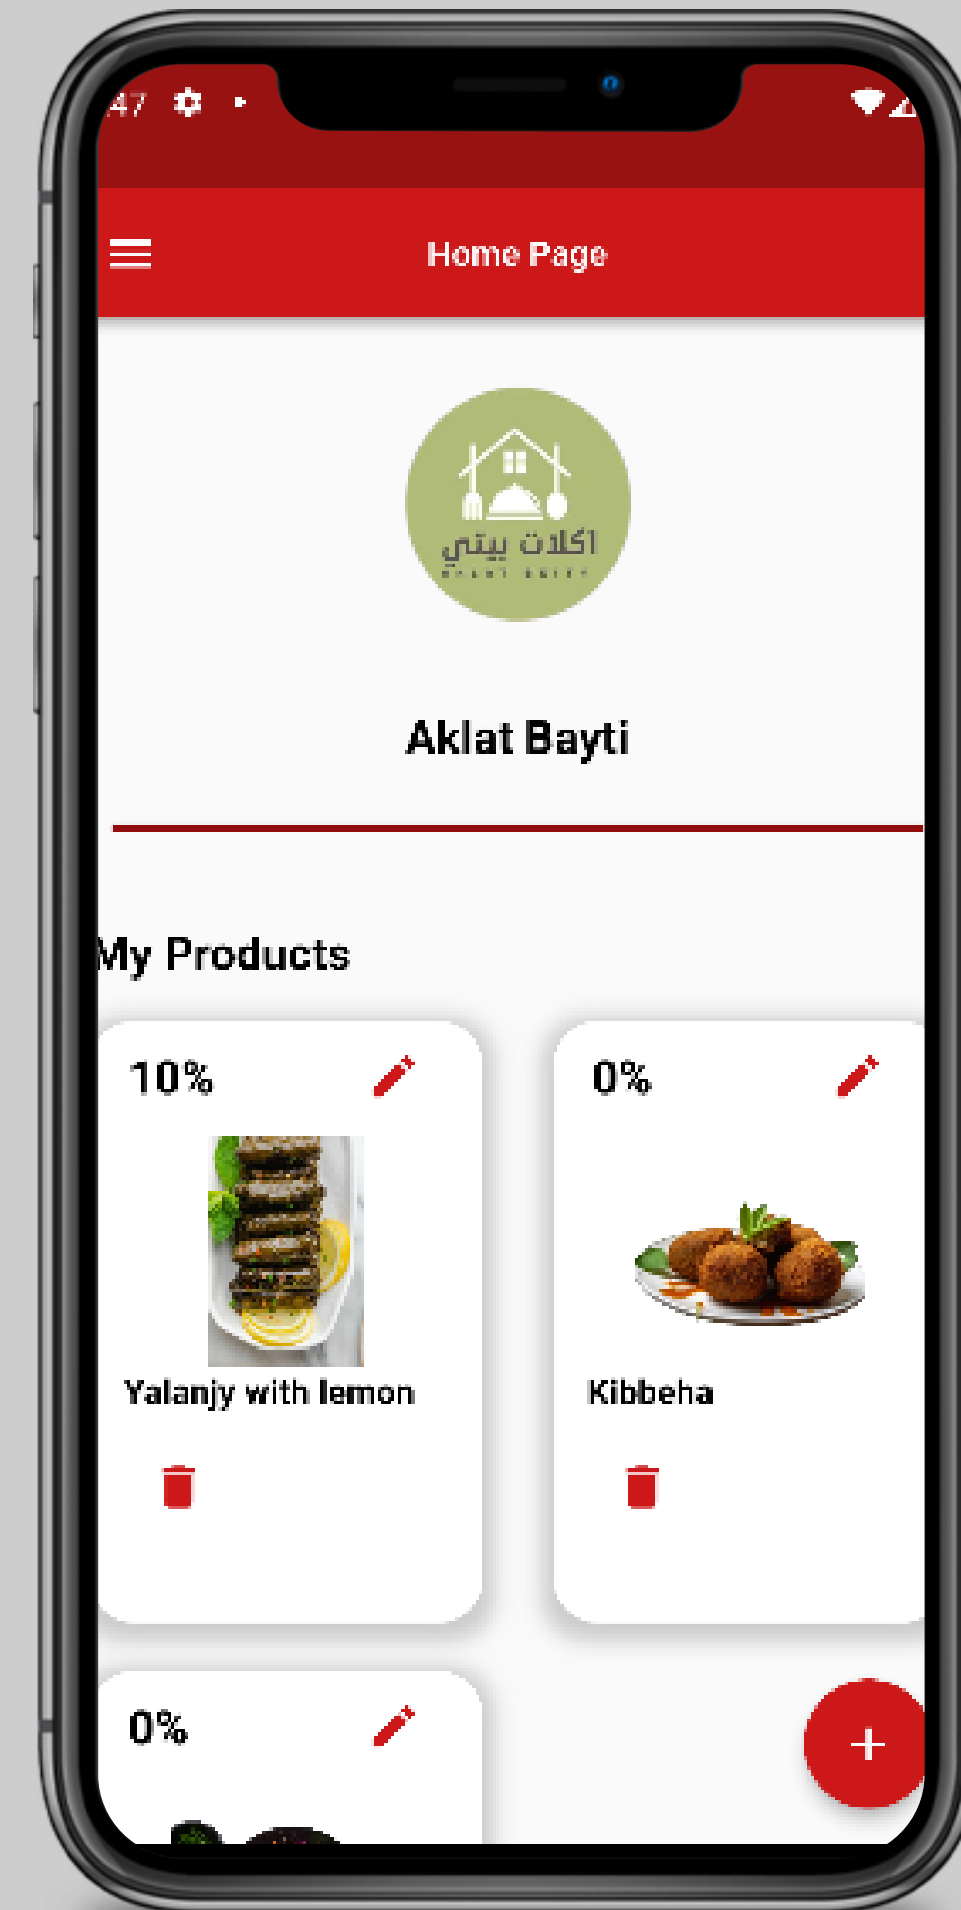 :47
Home Page
اكلات بيتي
Aklat Bayti
My Products
10%
0%
Yalanjy with lemon
Kibbeha
0%